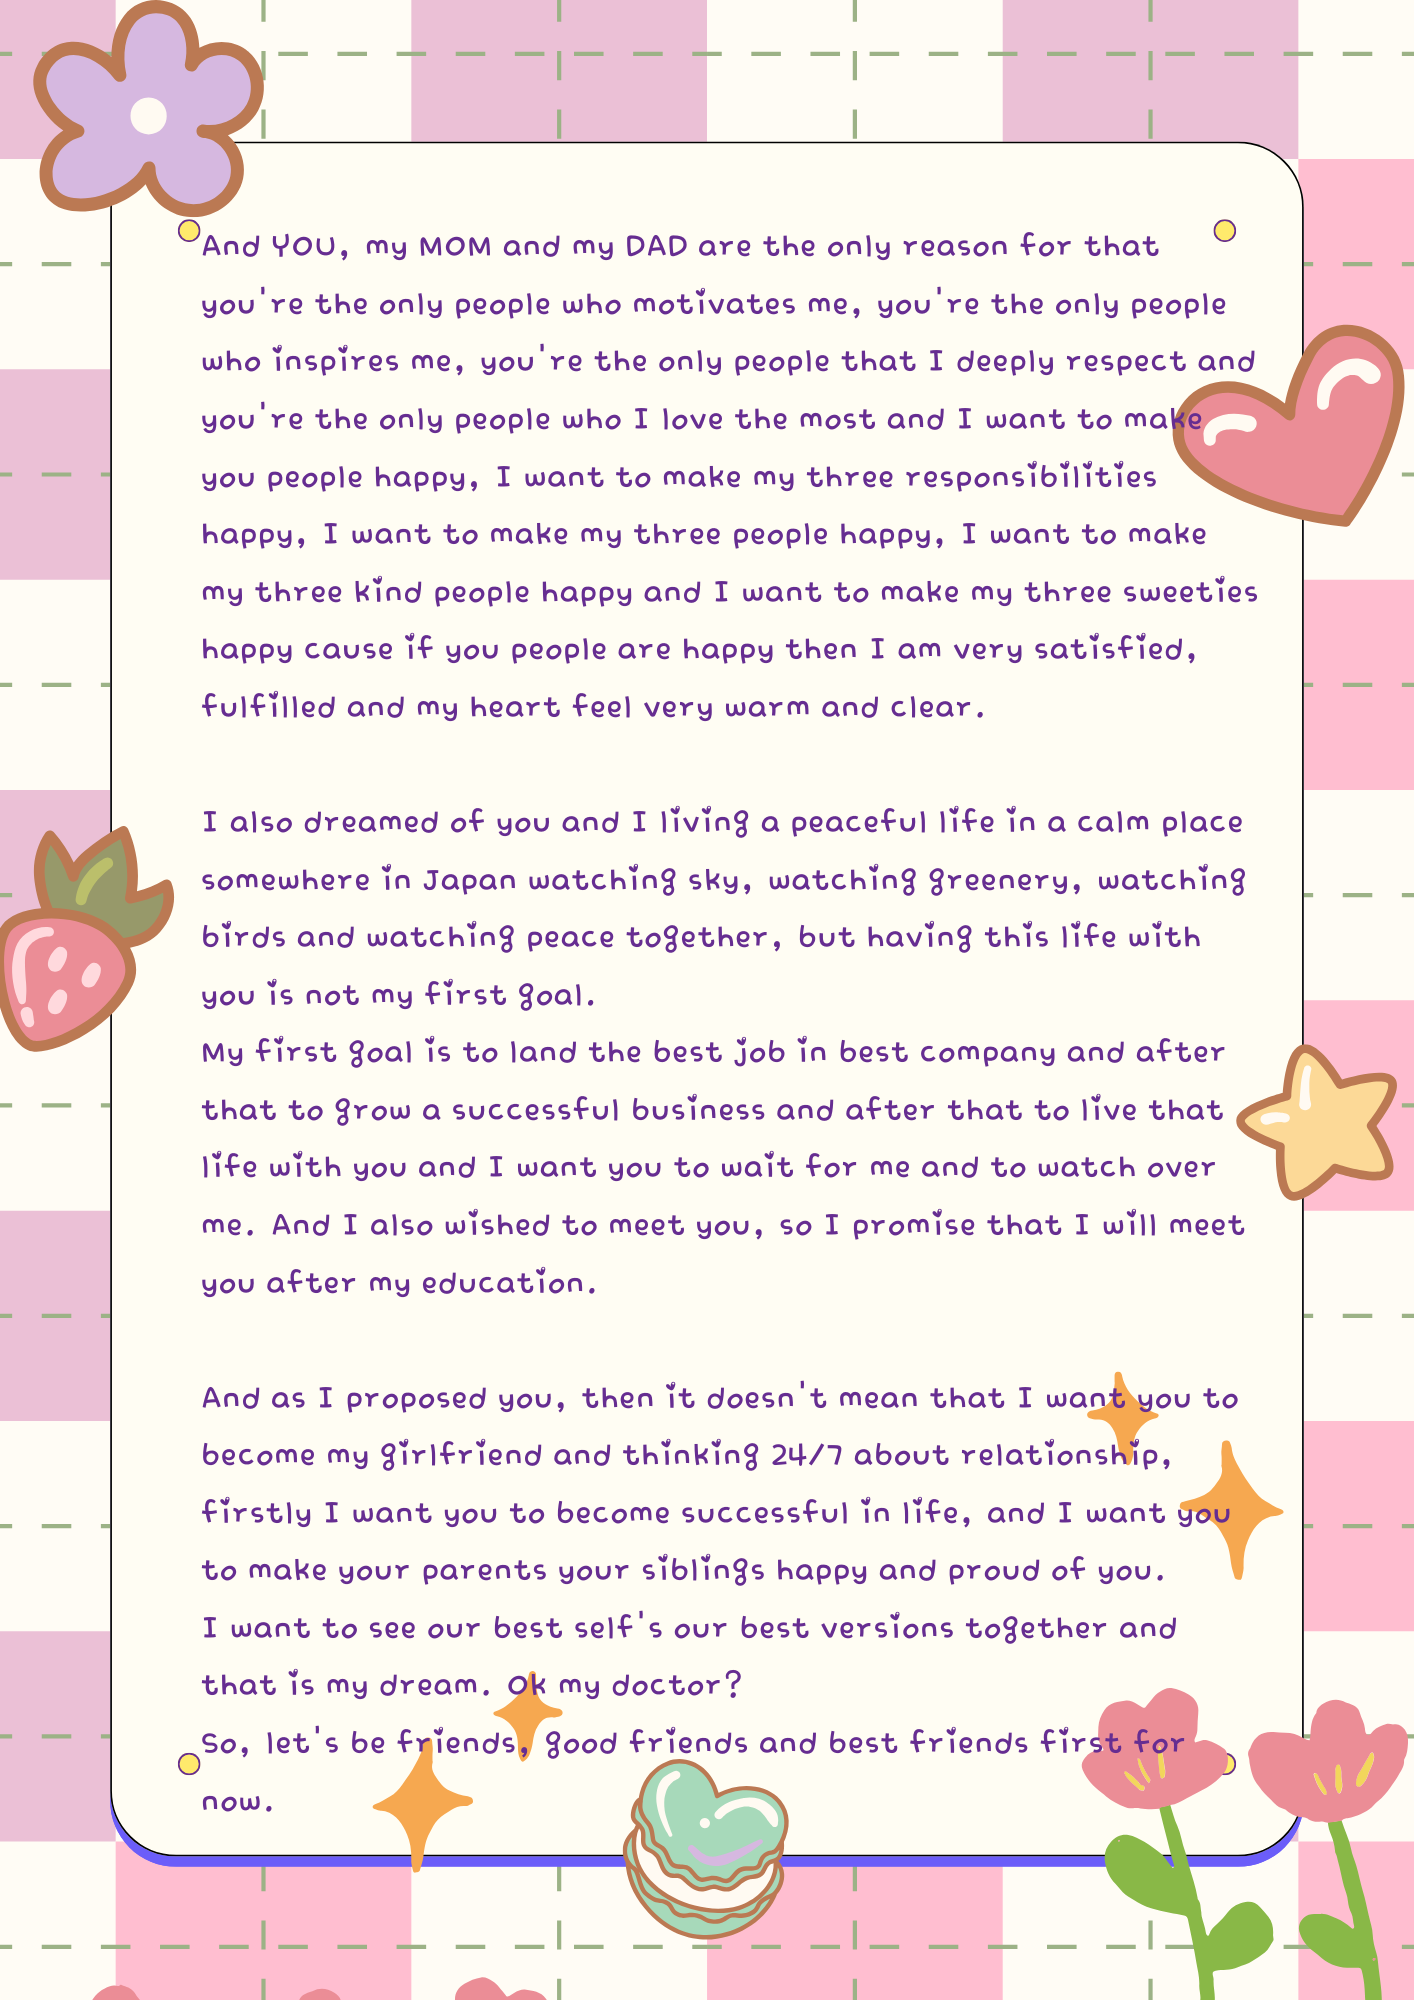 And YOU, my MOM and my DAD are the only reason for that
you're the only people who motivates me, you're the only people
who inspires me, you're the only people that I deeply respect and
you're the only people who I love the most and I want to make
you people happy, I want to make my three responsibilities
happy, I want to make my three people happy, I want to make
my three kind people happy and I want to make my three sweeties
happy cause if you people are happy then I am very satisfied,
fulfilled and my heart feel very warm and clear.
I also dreamed of you and I living a peaceful life in a calm place
somewhere in Japan watching sky, watching greenery, watching
birds and watching peace together, but having this life with
you is not my first goal.
My first goal is to land the best job in best company and after
that to grow a successful business and after that to live that
life with you and I want you to wait for me and to watch over
me. And I also wished to meet you, so I promise that I will meet
you after my education.
And as I proposed you, then it doesn't mean that I want you to
become my girlfriend and thinking 24/7 about relationship,
firstly I want you to become successful in life, and I want you
to make your parents your siblings happy and proud of you.
I want to see our best self's our best versions together and
that is my dream. Ok my doctor?
So, let's be friends, good friends and best friends first for
now.